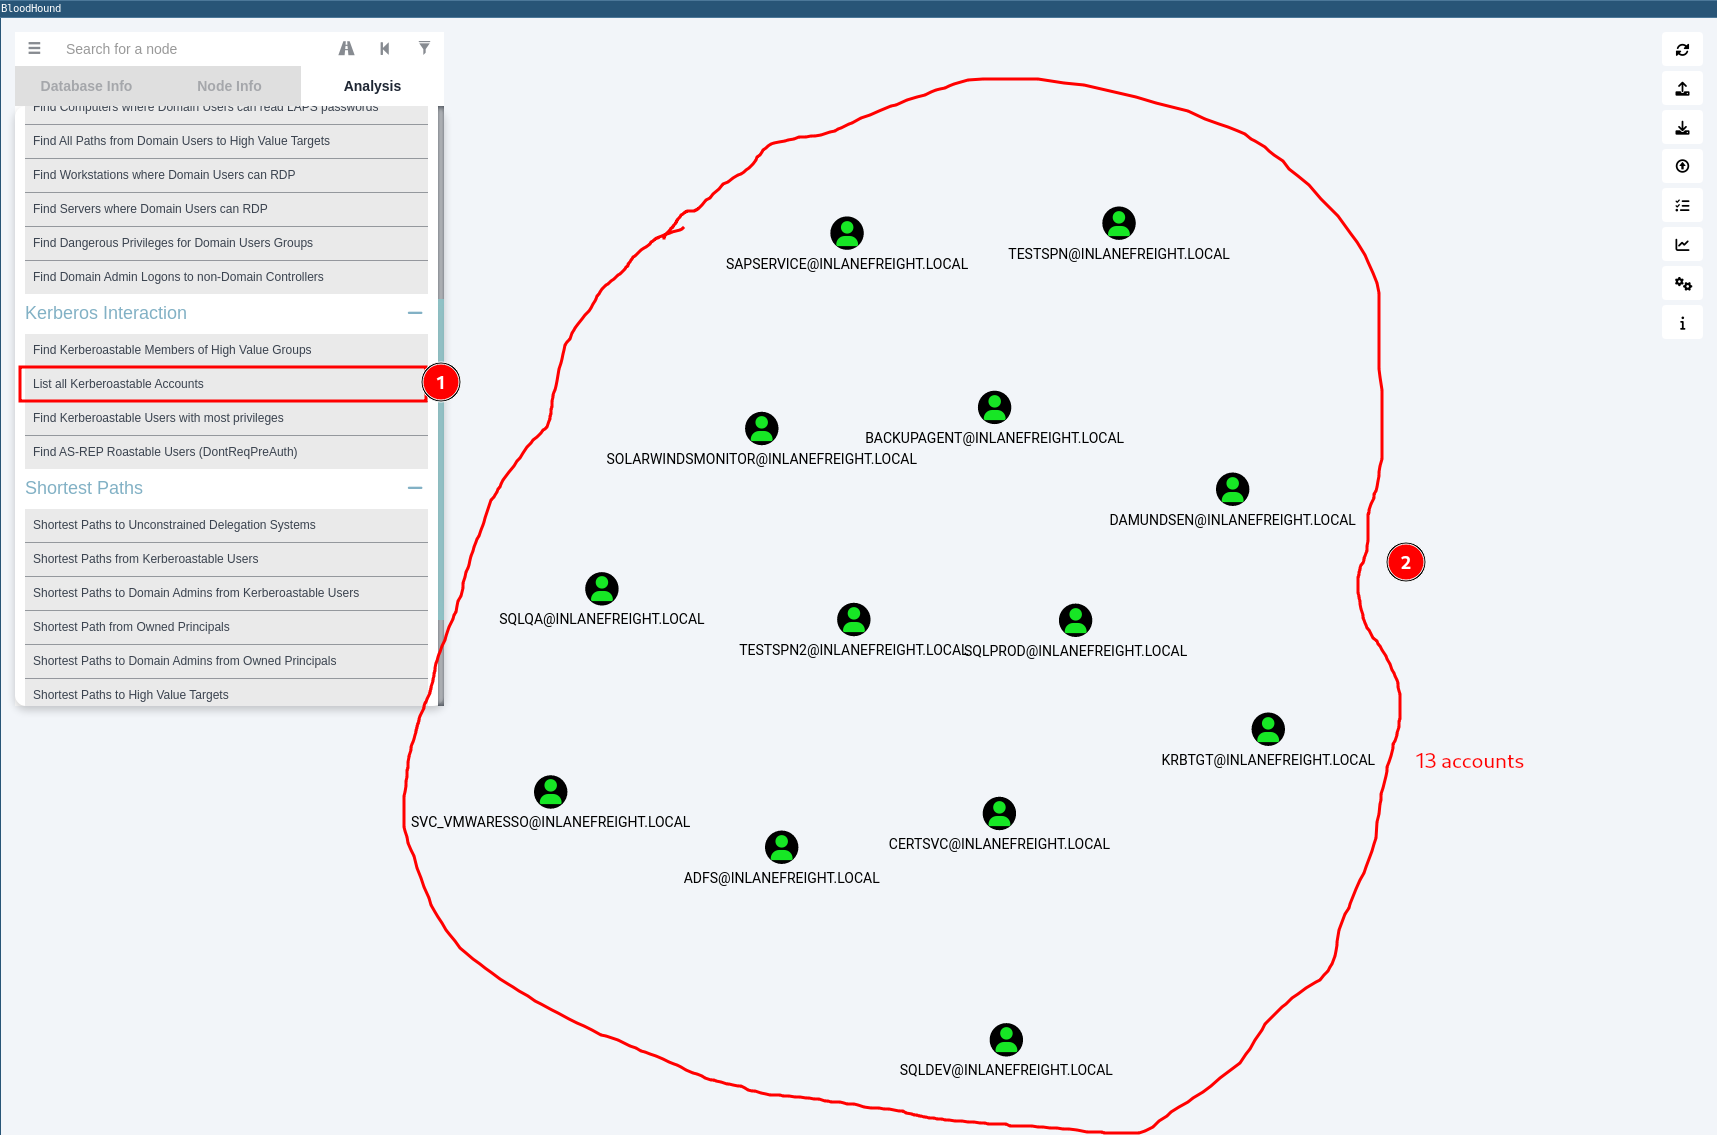 BloodHound
Search for a node
Database Info
Node Info
Analysis
Find Computers where Domain Users can read LAPS passwords
Find All Paths from Domain Users to High Value Targets
Find Workstations where Domain Users can RDP
Find Servers where Domain Users can RDP
Find Dangerous Privileges for Domain Users Groups
Find Domain Admin Logons to non-Domain Controllers
Kerberos Interaction
Find Kerberoastable Members of High Value Groups
List all Kerberoastable Accounts
1
Find Kerberoastable Users with most privileges
Find AS-REP Roastable Users (DontReqPreAuth)
Shortest Paths
Shortest Paths to Unconstrained Delegation Systems
Shortest Paths from Kerberoastable Users
Shortest Paths to Domain Admins from Kerberoastable Users
Shortest Path from Owned Principals
Shortest Paths to Domain Admins from Owned Principals
Shortest Paths to High Value Targets
SAPSERVICE@INLANEFREIGHT.LOCAL
TESTSPN@INLANEFREIGHT.LOCAL
BACKUPAGENT@INLANEFREIGHT.LOCAL
SOLARWINDSMONITOR@INLANEFREIGHT.LOCAL
DAMUNDSEN@INLANEFREIGHT.LOCAL
2
SQLQA@INLANEFREIGHT.LOCAL
TESTSPN2@INLANEFREIGHT.LOCAL
SQLPROD@INLANEFREIGHT.LOCAL
KRBTGT@INLANEFREIGHT.LOCAL
13 accounts
SVC_VMWARESSO@INLANEFREIGHT.LOCAL
CERTSVC@INLANEFREIGHT.LOCAL
ADFS@INLANEFREIGHT.LOCAL
SQLDEV@INLANEFREIGHT.LOCAL